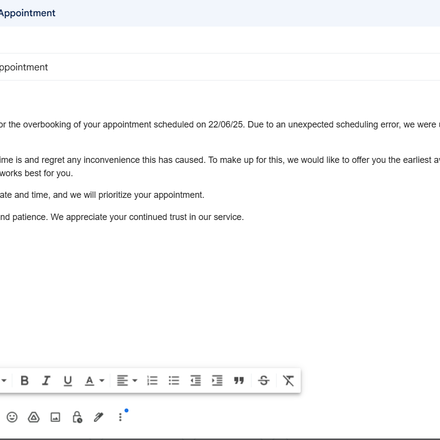 Appointment
ppointment
or the overbooking of your appointment scheduled on 22/06/25. Due to an unexpected scheduling error, we were
ime is and regret any inconvenience this has caused. To make up for this, we would like to offer you the earliest
works best for you.
ate and time, and we will prioritize your appointment.
nd patience. We appreciate your continued trust in our service.
B I U A